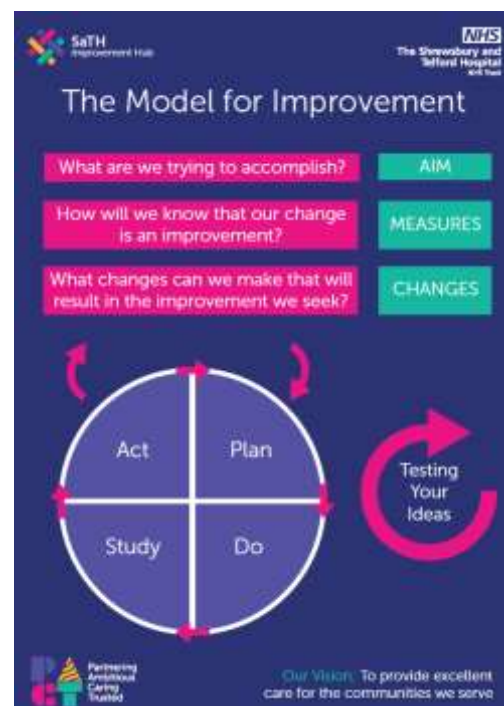 SaTH
Improvement Hub
NHS
The Shrewsbury and
Telford Hospital
NHS Trust
The Model for Improvement
What are we trying to accomplish?
AIM
How will we know that our change
is an improvement?
MEASURES
What changes can we make that will
result in the improvement we seek?
CHANGES
Act
Plan
Study
Do
Testing
Your
Ideas
Partnering
Ambitious
Caring
Trusted
Our Vision: To provide excellent
care for the communities we serve